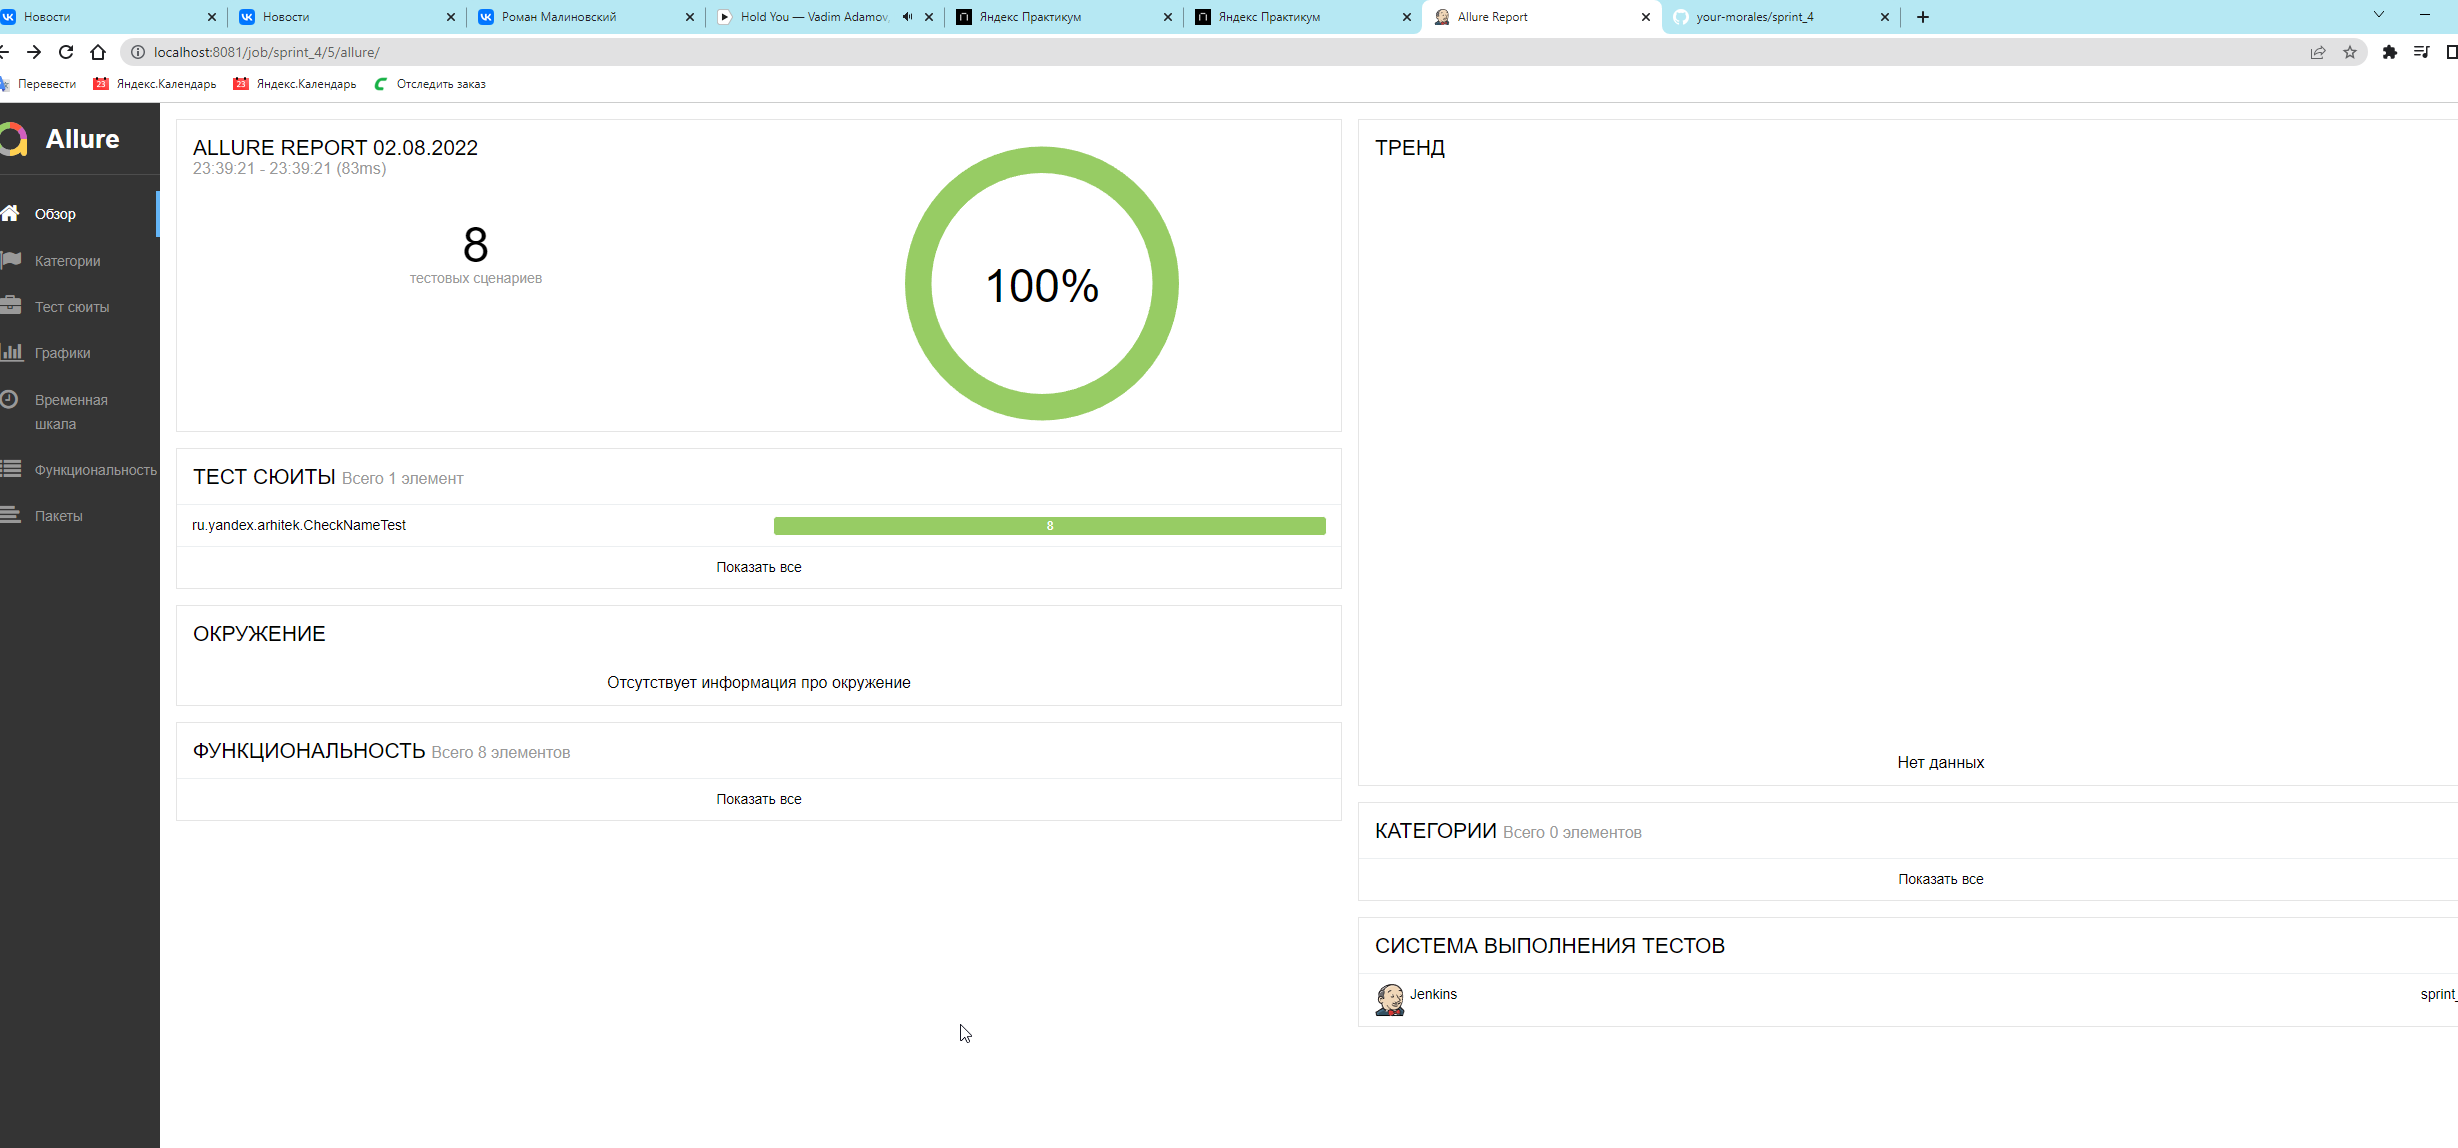 Новости
Новости
Роман Малиновский
Hold You — Vadim Adamov,
Яндекс Практикум
Яндекс Практикум
Allure Report
your-morales/sprint_4
localhost:8081/job/sprint_4/5/allure/
Перевести
23
Яндекс.Календарь
23
Яндекс.Календарь
Отследить заказ
Allure
Обзор
Категории
Тест сюиты
Графики
Временная
шкала
Функциональность
Пакеты
ALLURE REPORT 02.08.2022
23:39:21 - 23:39:21 (83ms)
8
тестовых сценариев
100%
ТЕСТ СЮИТЫ Всего 1 элемент
ru.yandex.arhitek.CheckNameTest
8
Показать все
ОКРУЖЕНИЕ
Отсутствует информация про окружение
ФУНКЦИОНАЛЬНОСТЬ Всего 8 элементов
Показать все
ТРЕНД
Нет данных
КАТЕГОРИИ Всего 0 элементов
Показать все
СИСТЕМА ВЫПОЛНЕНИЯ ТЕСТОВ
Jenkins
sprint_